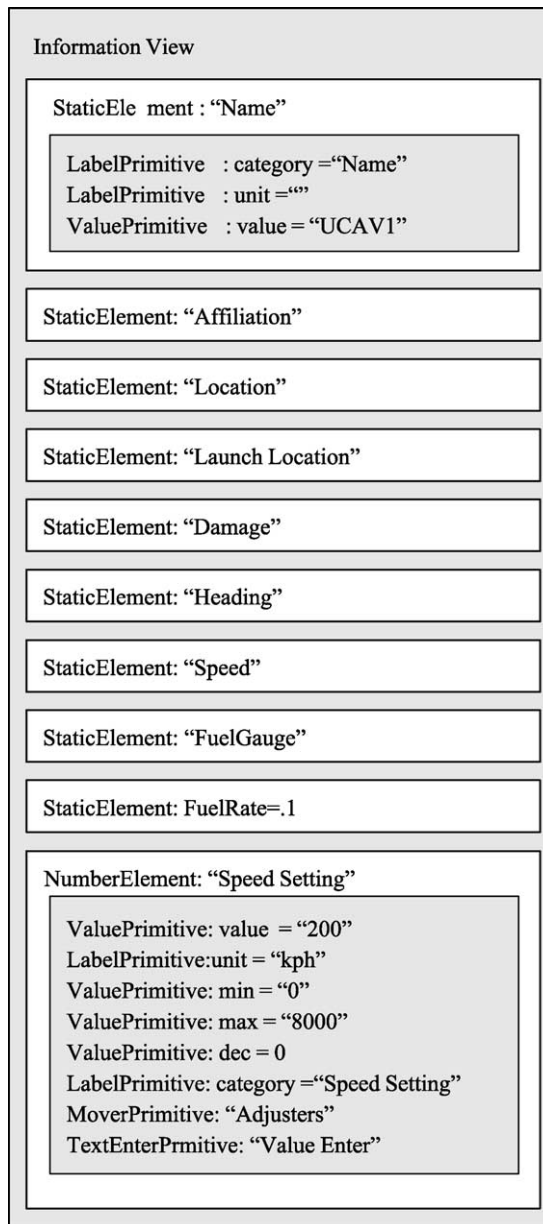 Information View
StaticEle ment : “Name”
LabelPrimitive : category =“Name”
LabelPrimitive : unit =“”
ValuePrimitive : value = “UCAV1”
StaticElement: “Affiliation”
StaticElement: “Location”
StaticElement: “Launch Location”
StaticElement: “Damage”
StaticElement: “Heading”
StaticElement: “Speed”
StaticElement: “FuelGauge”
StaticElement: FuelRate=.1
NumberElement: “Speed Setting”
ValuePrimitive: value = “200”
LabelPrimitive:unit = “kph”
ValuePrimitive: min = “0”
ValuePrimitive: max = “8000”
ValuePrimitive: dec = 0
LabelPrimitive: category =“Speed Setting”
MoverPrimitive: “Adjusters”
TextEnterPrmitive: “Value Enter”